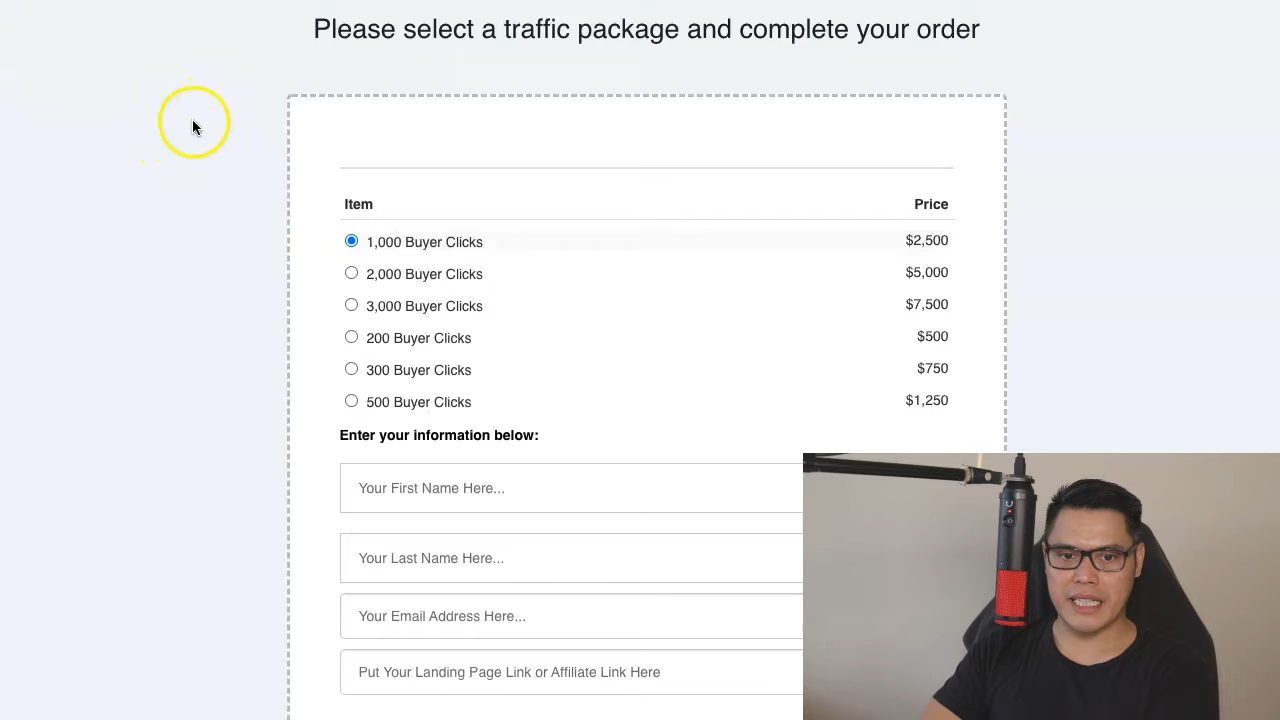 Please select a traffic package and complete your order
Item Price
1,000 Buyer Clicks $2,500
2,000 Buyer Clicks $5,000
3,000 Buyer Clicks $7,500
200 Buyer Clicks $500
300 Buyer Clicks $750
500 Buyer Clicks $1,250
Enter your information below:
Your First Name Here...
Your Last Name Here...
Your Email Address Here...
Put Your Landing Page Link or Affiliate Link Here